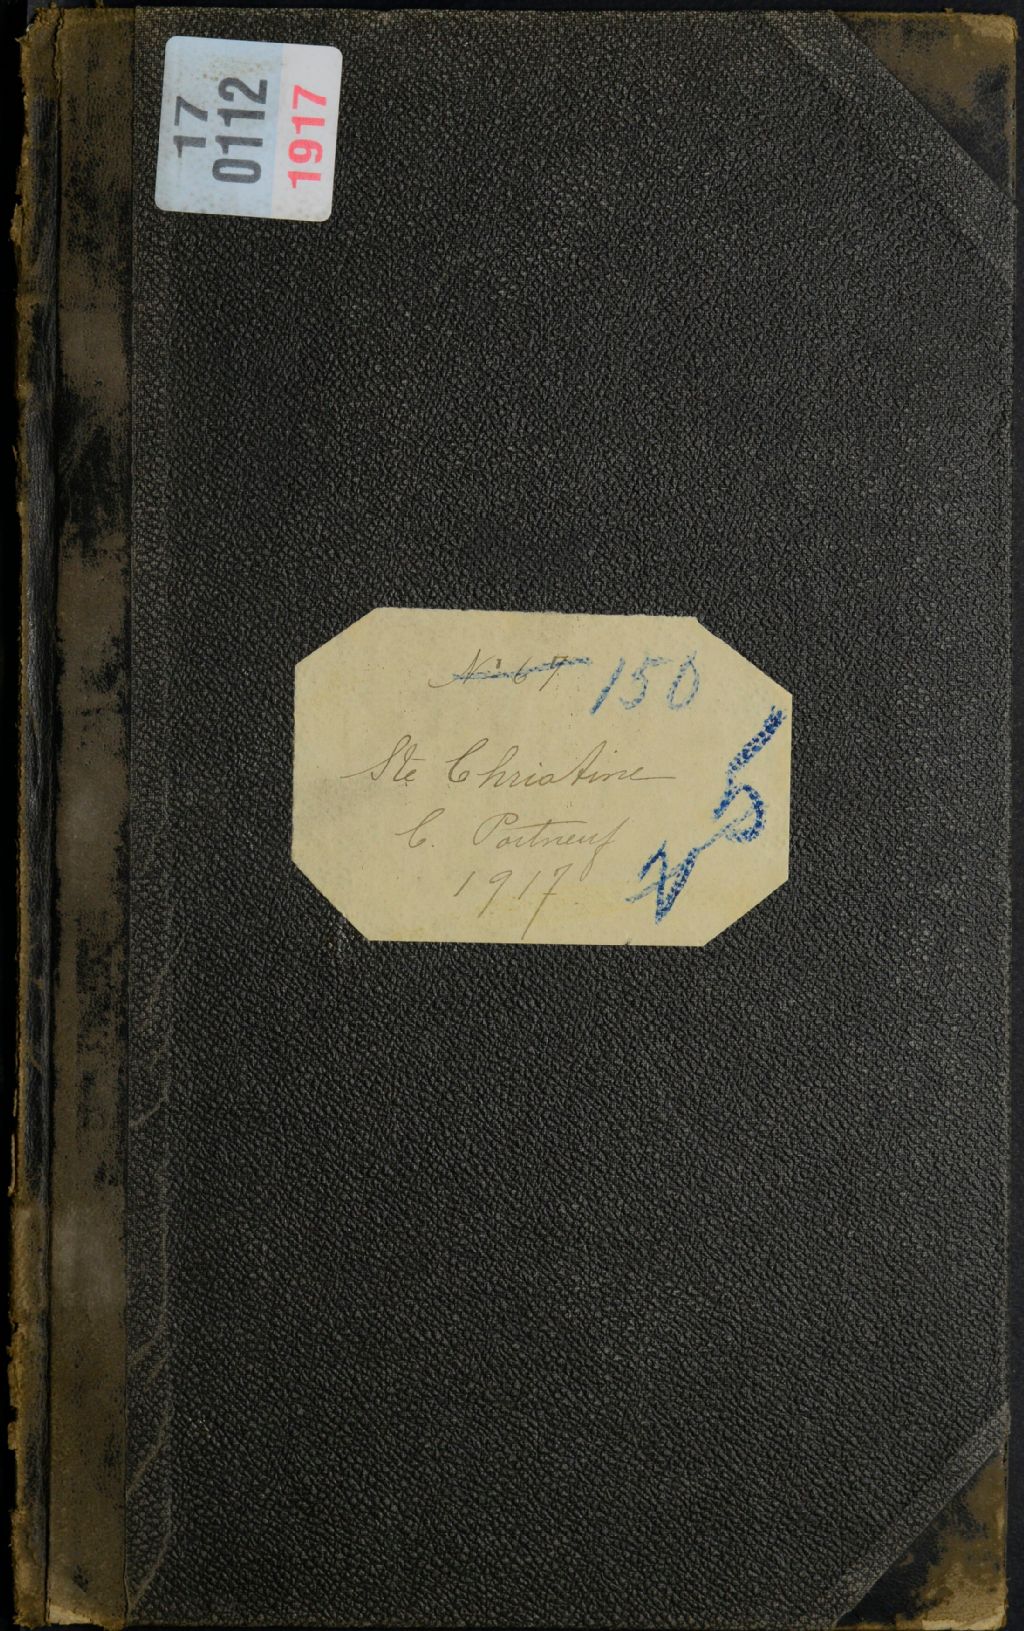 17
0112
1917
N° 67 150
Ste Christine
C. Portneuf
1917